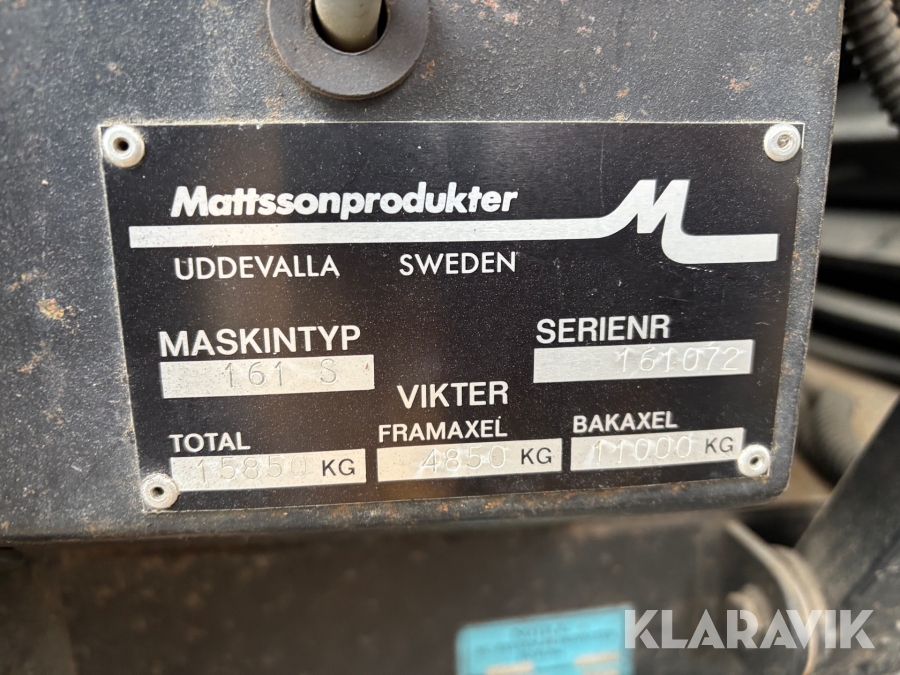 Mattssonprodukter
UDDEVALLA SWEDEN
MASKINTYP SERIENR
161 S 161072
VIKTER
TOTAL FRAMAXEL BAKAXEL
15850 KG 4850 KG 11000 KG
KLARAVIK